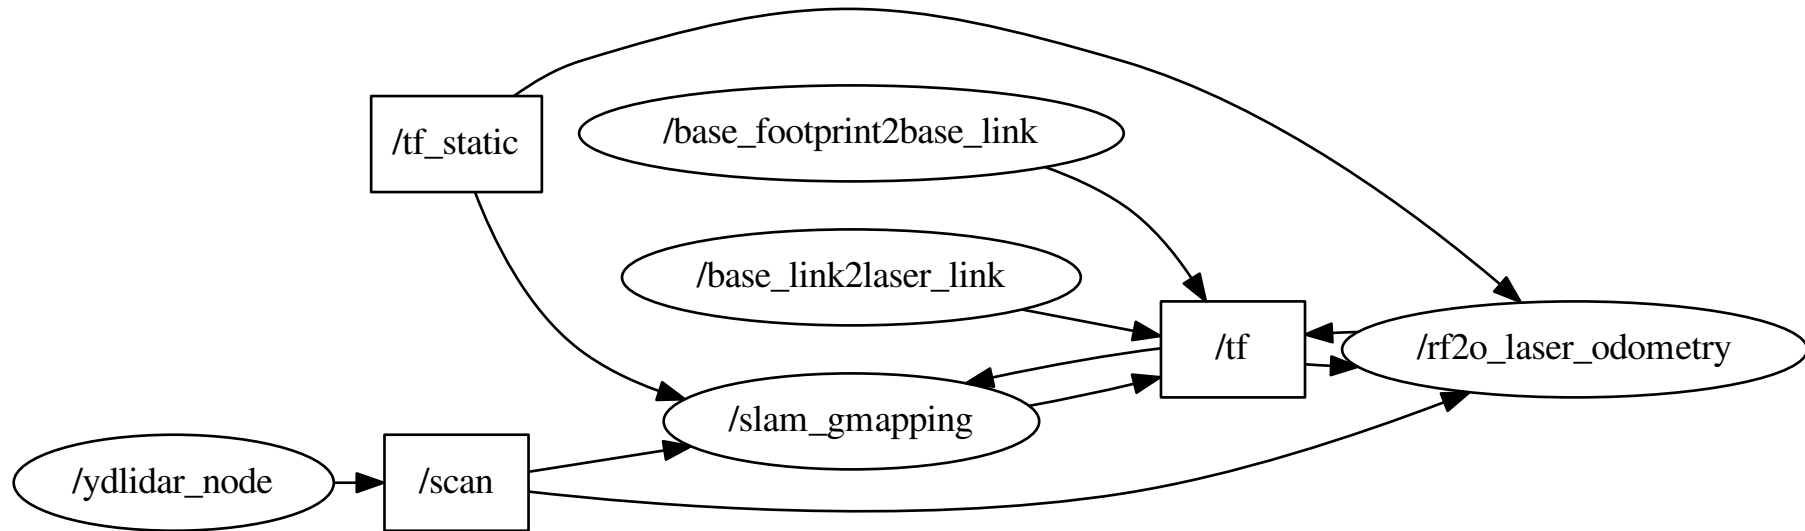 /tf_static
/base_footprint2base_link
/base_link2laser_link
/tf
/rf2o_laser_odometry
/slam_gmapping
/ydlidar_node
/scan